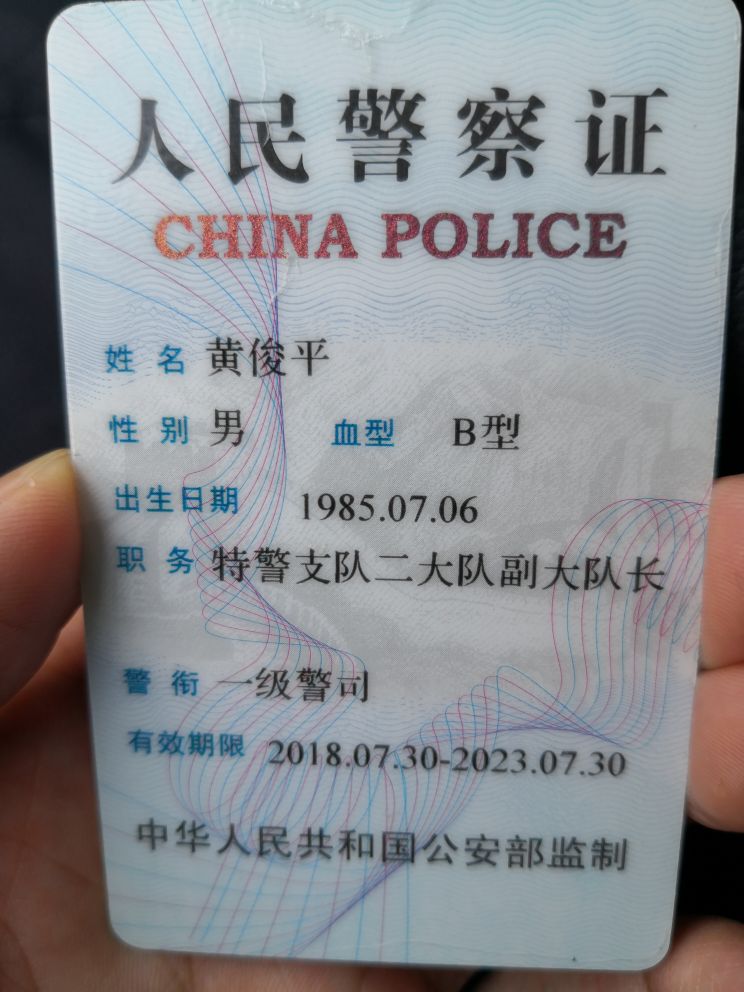 人民警察证
CHINA POLICE
姓名 黄俊平
性别 男 血型 B型
出生日期 1985.07.06
职务 特警支队二大队副大队长
警衔 一级警司
有效期限 2018.07.30-2023.07.30
中华人民共和国公安部监制